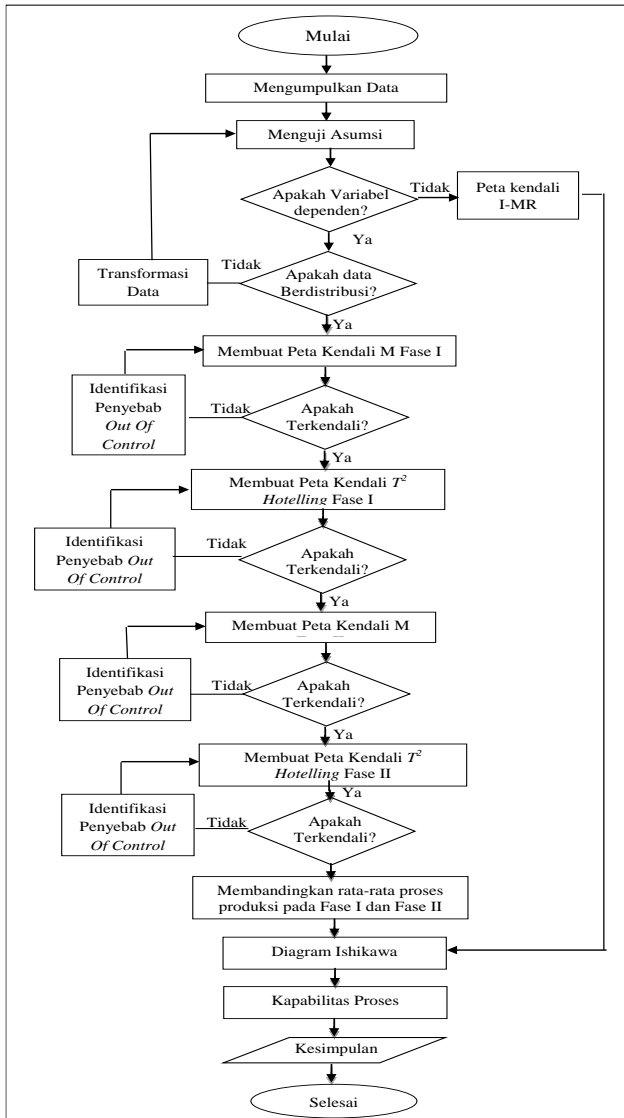 Mulai
Mengumpulkan Data
Menguji Asumsi
Apakah Variabel
dependen?
Tidak
Peta kendali
I-MR
Ya
Transformasi
Data
Tidak
Apakah data
Berdistribusi?
Ya
Membuat Peta Kendali M Fase I
Identifikasi
Penyebab
Out Of
Control
Tidak
Apakah
Terkendali?
Ya
Membuat Peta Kendali T²
Hotelling Fase I
Identifikasi
Penyebab Out
Of Control
Tidak
Apakah
Terkendali?
Ya
Membuat Peta Kendali M
Identifikasi
Penyebab Out
Of Control
Tidak
Apakah
Terkendali?
Ya
Membuat Peta Kendali T²
Hotelling Fase II
Ya
Identifikasi
Penyebab Out
Of Control
Tidak
Apakah
Terkendali?
Membandingkan rata-rata proses
produksi pada Fase I dan Fase II
Diagram Ishikawa
Kapabilitas Proses
Kesimpulan
Selesai